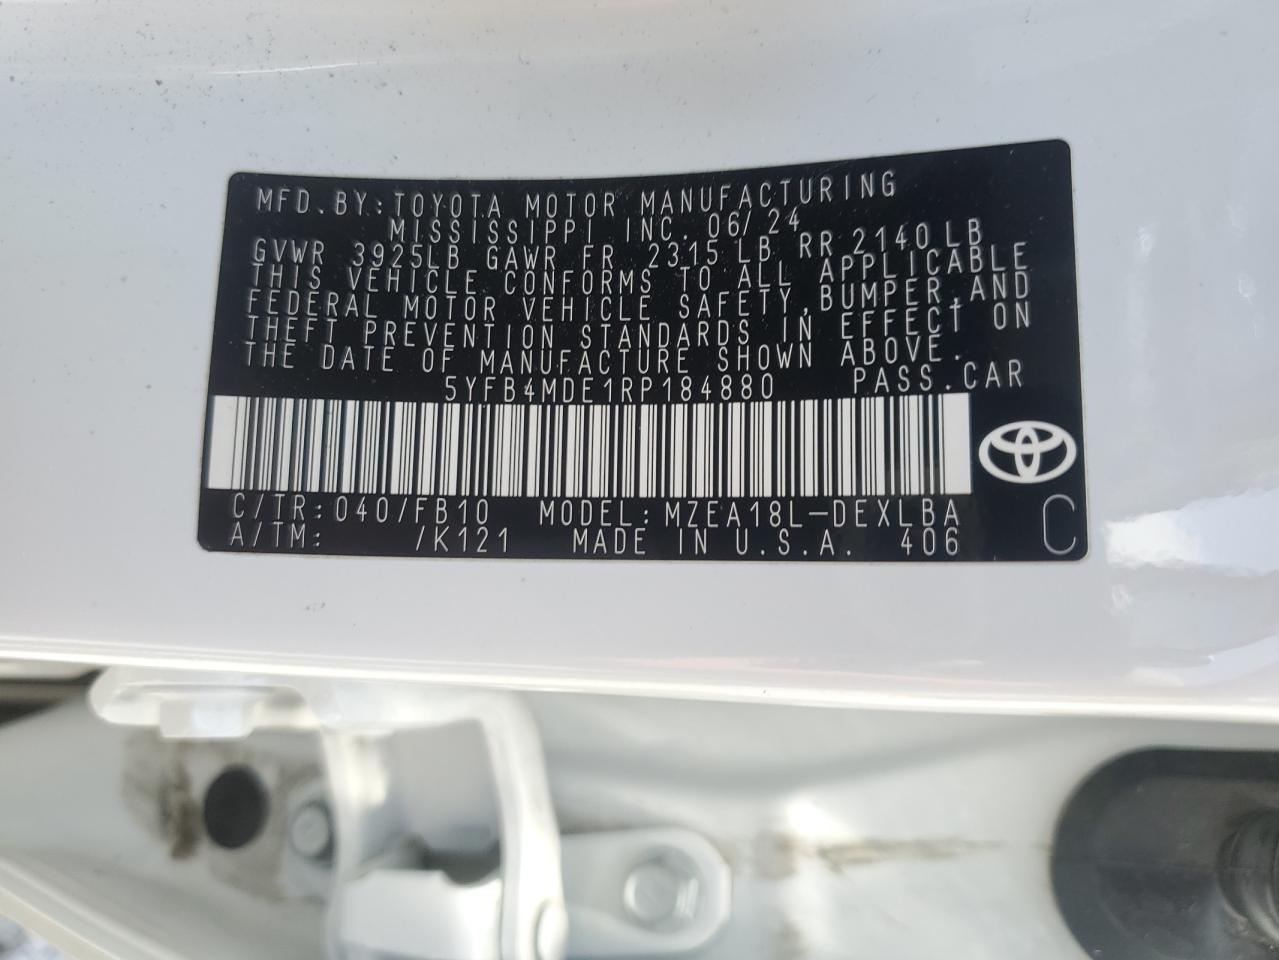 MFD. BY: TOYOTA MOTOR MANUFACTURING
MISSISSIPPI INC. 06/24
GVWR 3925LB GAWR FR 2315 LB RR 2140 LB
THIS VEHICLE CONFORMS TO ALL APPLICABLE
FEDERAL MOTOR VEHICLE SAFETY, BUMPER, AND
THEFT PREVENTION STANDARDS IN EFFECT ON
THE DATE OF MANUFACTURE SHOWN ABOVE.
5YFB4MDE1RP184880 PASS. CAR
C/TR: 040/FB10 MODEL: MZEA18L-DEXLBA
A/TM: /K121 MADE IN U.S.A. 406 C